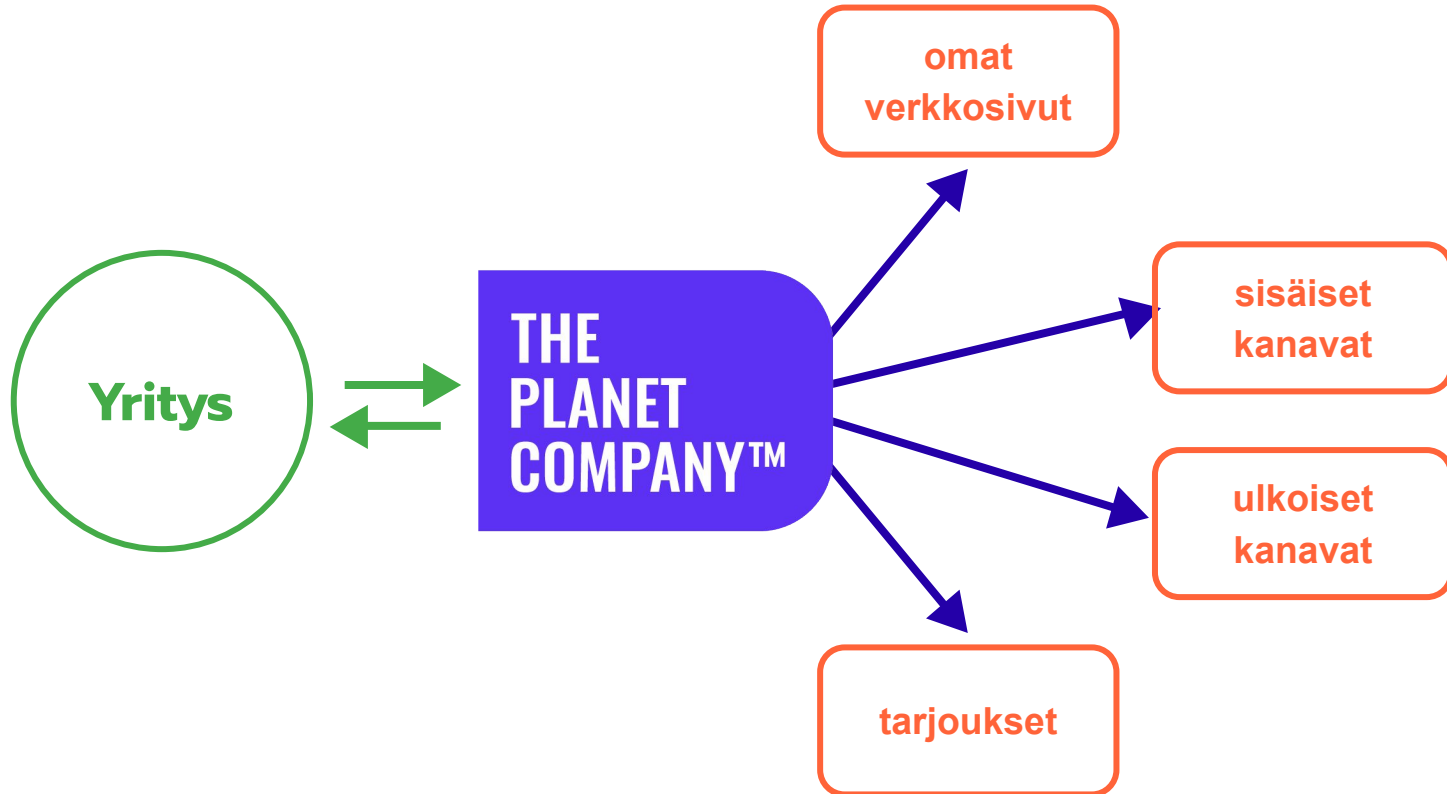 omat
verkkosivut
sisäiset
kanavat
Yritys
THE
PLANET
COMPANY™
ulkoiset
kanavat
tarjoukset